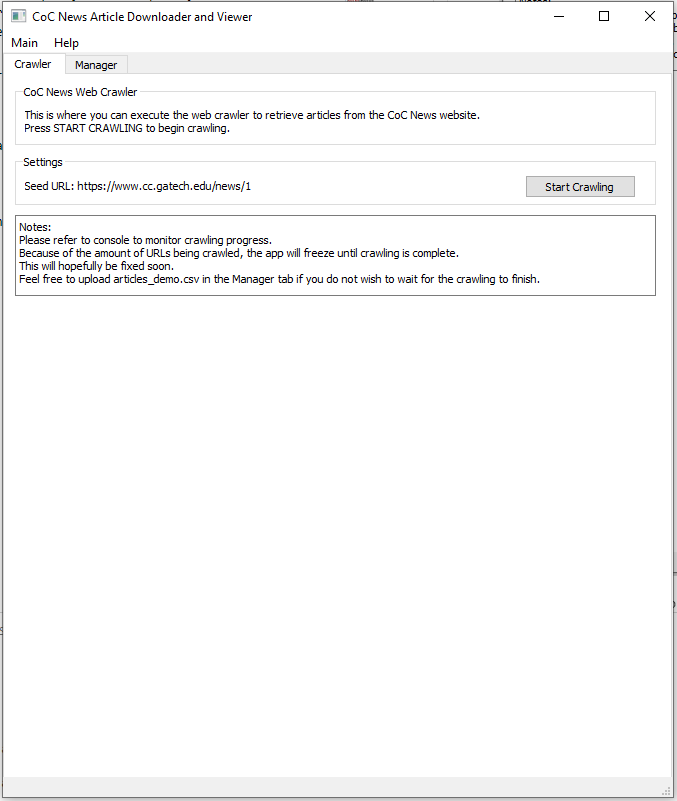 CoC News Article Downloader and Viewer
Main Help
Crawler Manager
CoC News Web Crawler
This is where you can execute the web crawler to retrieve articles from the CoC News website.
Press START CRAWLING to begin crawling.
Settings
Seed URL: https://www.cc.gatech.edu/news/1
Start Crawling
Notes:
Please refer to console to monitor crawling progress.
Because of the amount of URLs being crawled, the app will freeze until crawling is complete.
This will hopefully be fixed soon.
Feel free to upload articles_demo.csv in the Manager tab if you do not wish to wait for the crawling to finish.